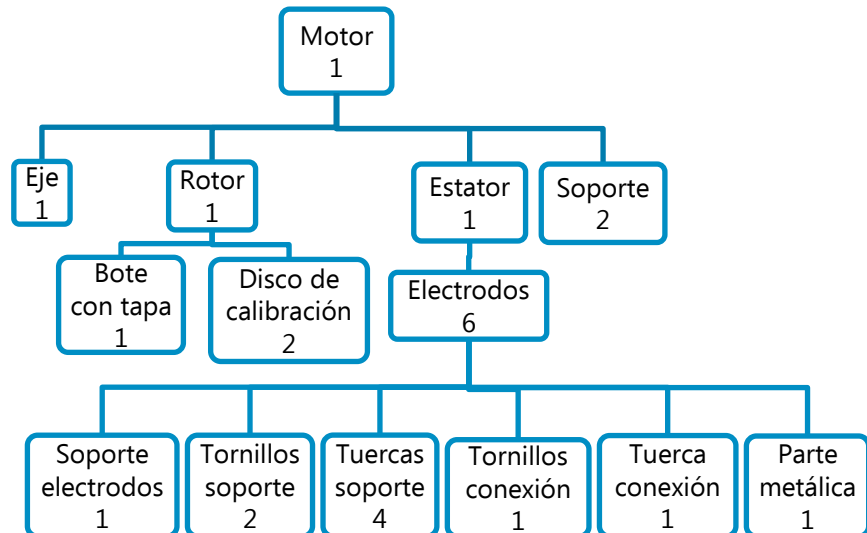 Motor
1
Eje
1
Rotor
1
Estator
1
Soporte
2
Bote
con tapa
1
Disco de
calibración
2
Electrodos
6
Soporte
electrodos
1
Tornillos
soporte
2
Tuercas
soporte
4
Tornillos
conexión
1
Tuerca
conexión
1
Parte
metálica
1